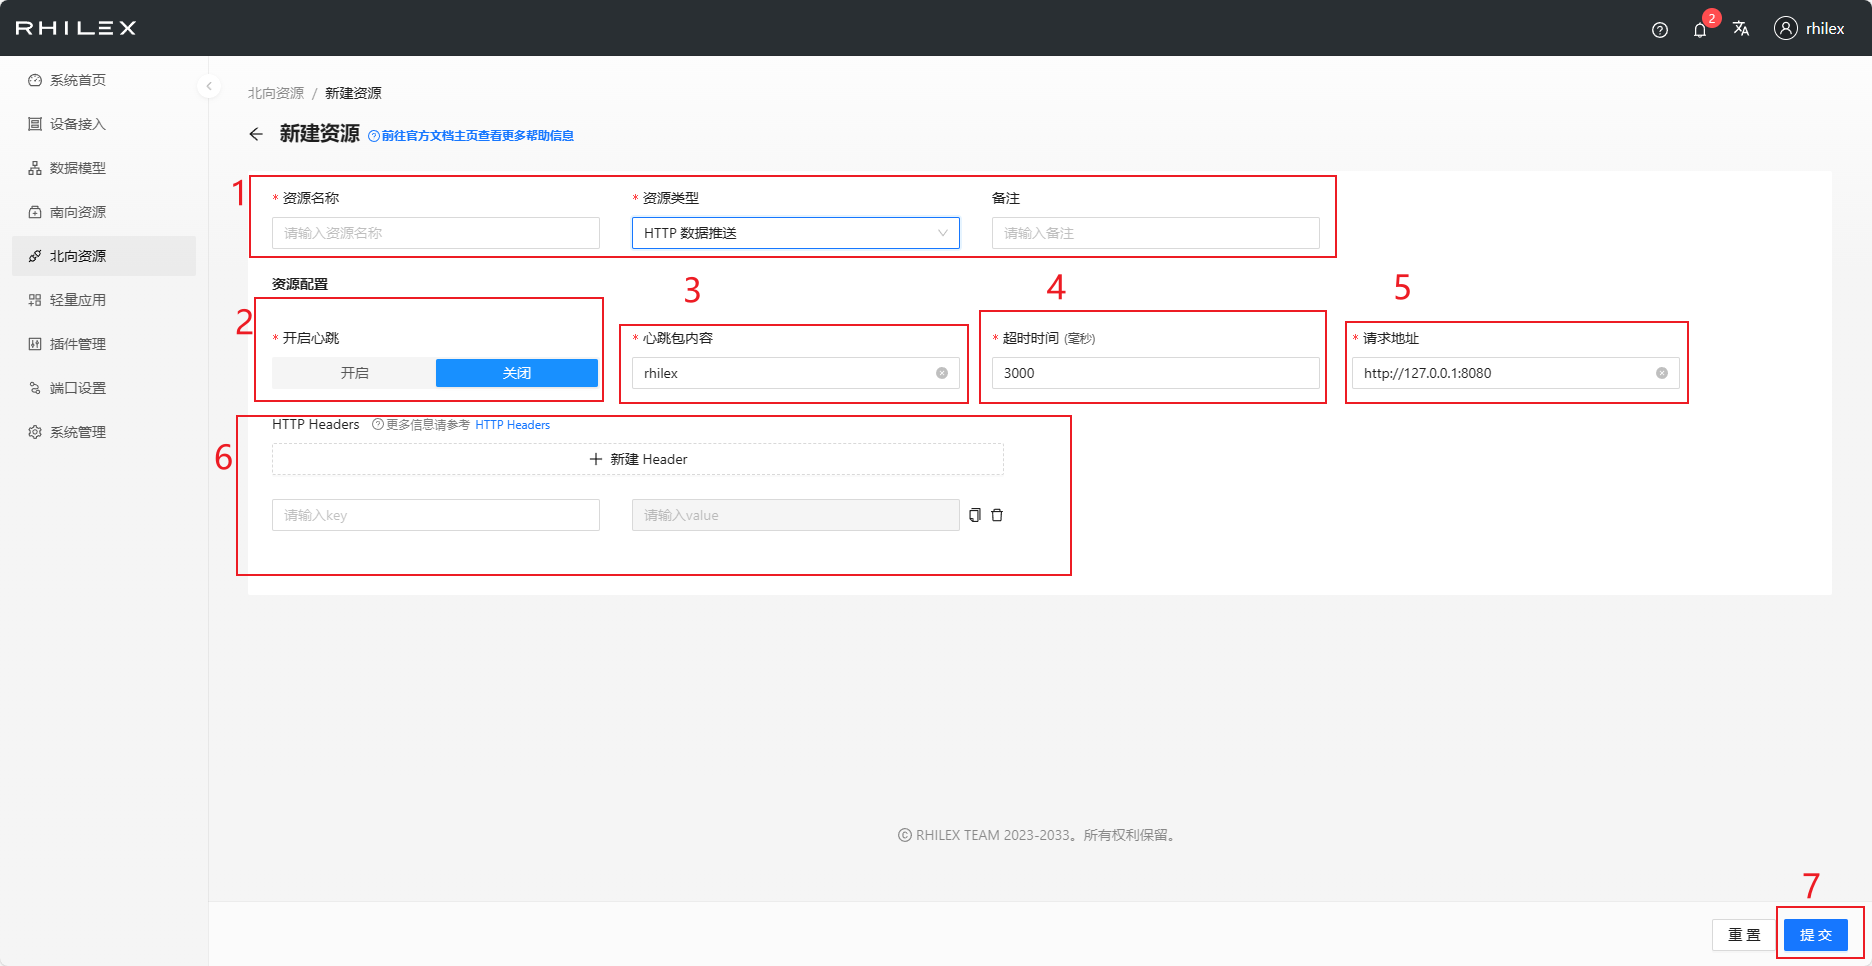 RHILEX
2
rhilex
系统首页
设备接入
数据模型
南向资源
北向资源
轻量应用
插件管理
端口设置
系统管理
北向资源 / 新建资源
新建资源 前往官方文档主页查看更多帮助信息
1
* 资源名称 * 资源类型 备注
请输入资源名称 HTTP 数据推送 请输入备注
资源配置
2 3 4 5
* 开启心跳 * 心跳包内容 * 超时时间 (毫秒) * 请求地址
开启 关闭 rhilex 3000 http://127.0.0.1:8080
6
HTTP Headers 更多信息请参考 HTTP Headers
新建 Header
请输入key 请输入value
© RHILEX TEAM 2023-2033。所有权利保留。
7
重 置 提 交